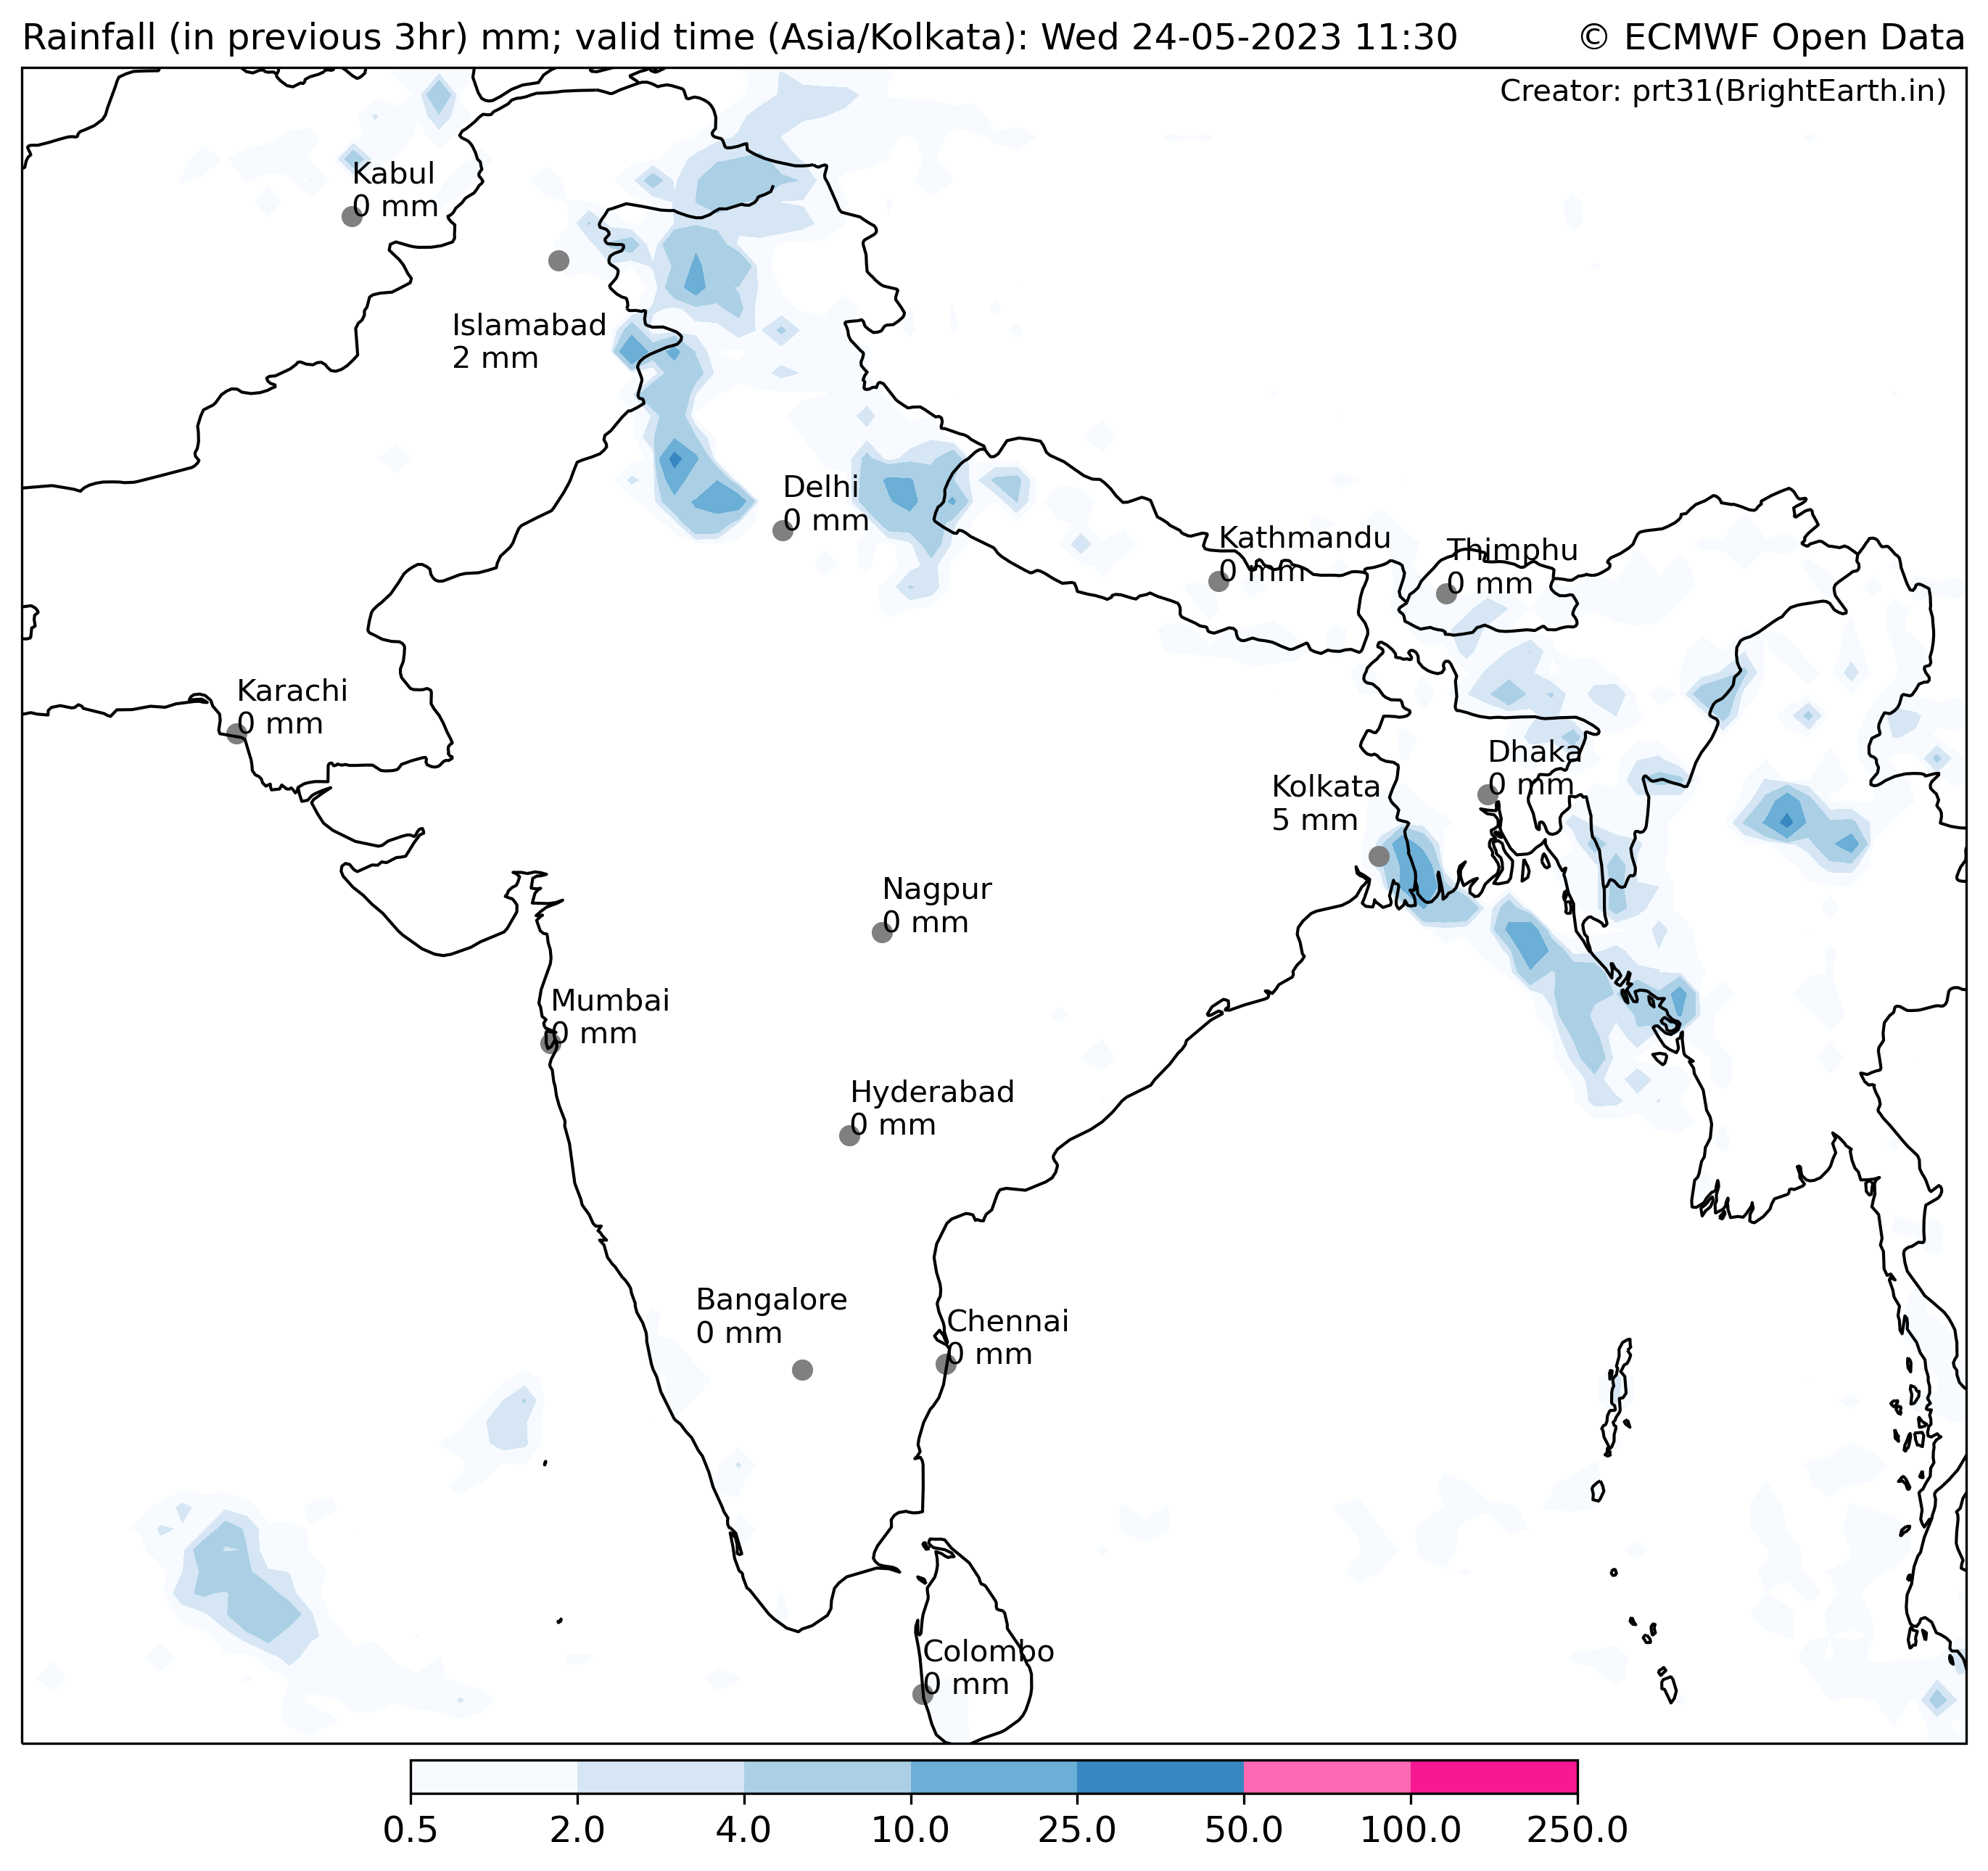 Rainfall (in previous 3hr) mm; valid time (Asia/Kolkata): Wed 24-05-2023 11:30
© ECMWF Open Data
Creator: prt31(BrightEarth.in)
Kabul
0 mm
Islamabad
2 mm
Delhi
0 mm
Kathmandu
0 mm
Thimphu
0 mm
Karachi
0 mm
Dhaka
0 mm
Kolkata
5 mm
Nagpur
0 mm
Mumbai
0 mm
Hyderabad
0 mm
Bangalore
0 mm
Chennai
0 mm
Colombo
0 mm
0.5 2.0 4.0 10.0 25.0 50.0 100.0 250.0